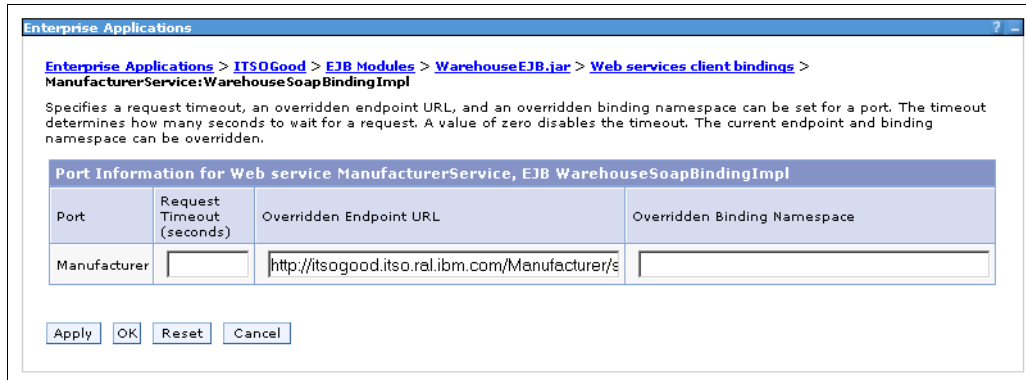 Enterprise Applications ? _
Enterprise Applications > ITSOGood > EJB Modules > WarehouseEJB.jar > Web services client bindings >
ManufacturerService:WarehouseSoapBindingImpl
Specifies a request timeout, an overridden endpoint URL, and an overridden binding namespace can be set for a port. The timeout
determines how many seconds to wait for a request. A value of zero disables the timeout. The current endpoint and binding
namespace can be overridden.
Port Information for Web service ManufacturerService, EJB WarehouseSoapBindingImpl
Port
Request
Timeout
(seconds)
Overridden Endpoint URL
Overridden Binding Namespace
Manufacturer
http://itsogood.itso.ral.ibm.com/Manufacturer/s
Apply OK Reset Cancel